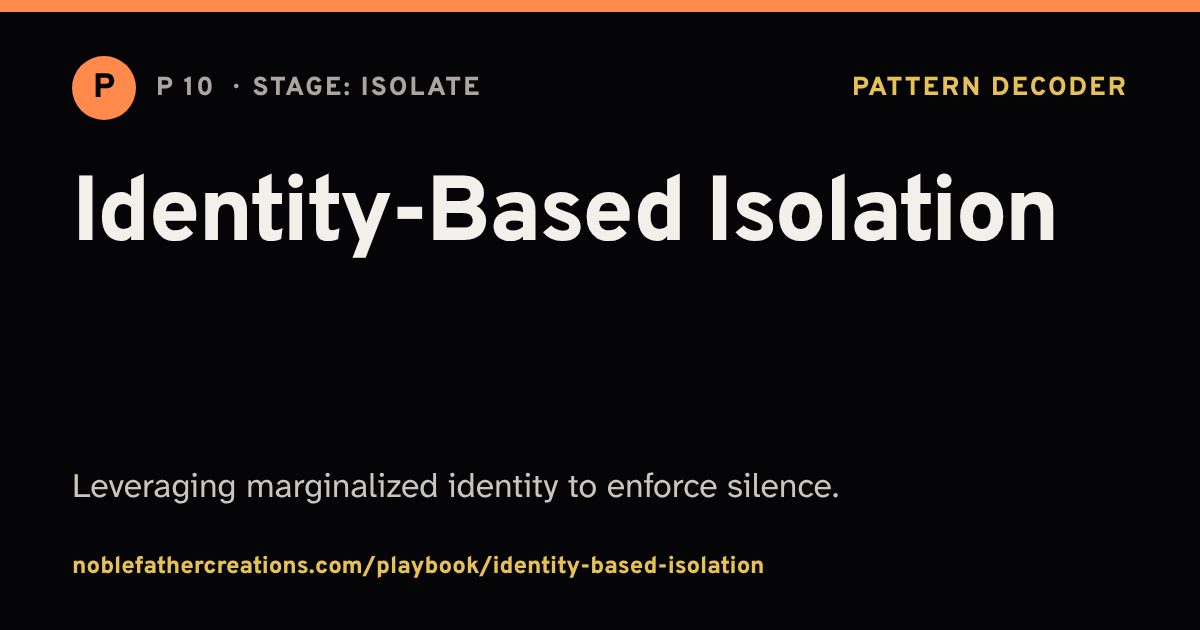 P
P 10 · STAGE: ISOLATE
PATTERN DECODER
Identity-Based Isolation
Leveraging marginalized identity to enforce silence.
noblefathercreations.com/playbook/identity-based-isolation